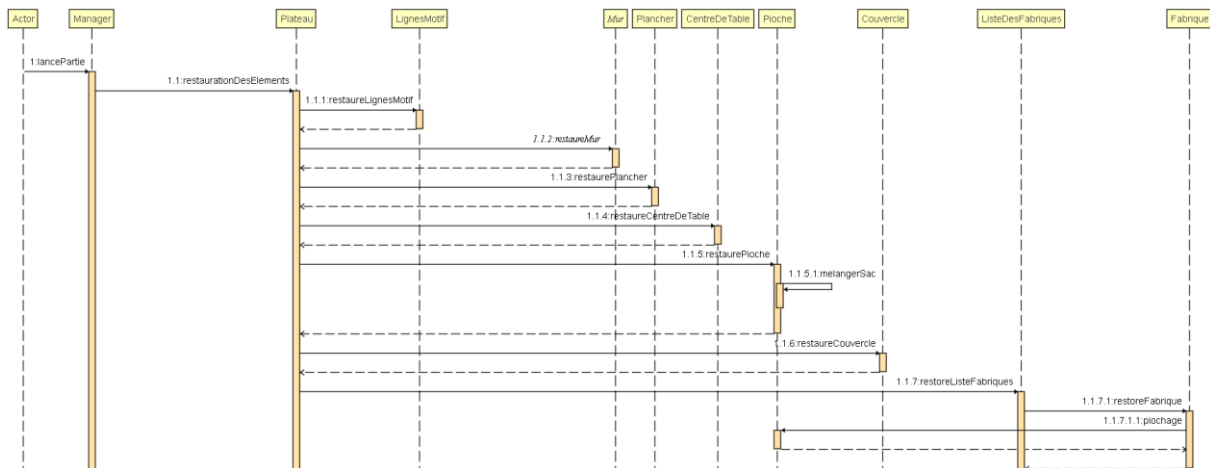 Actor
Manager
Plateau
LignesMotif
Mur
Plancher
CentreDeTable
Pioche
Couvercle
ListeDesFabriques
Fabrique
1:lancePartie
1.1:restaurationDesElements
1.1.1:restaureLignesMotif
1.1.2:restaureMur
1.1.3:restaurePlancher
1.1.4:restaureCentreDeTable
1.1.5:restaurePioche
1.1.5.1:melangerSac
1.1.6:restaureCouvercle
1.1.7:restoreListeFabriques
1.1.7.1:restoreFabrique
1.1.7.1.1:piochage